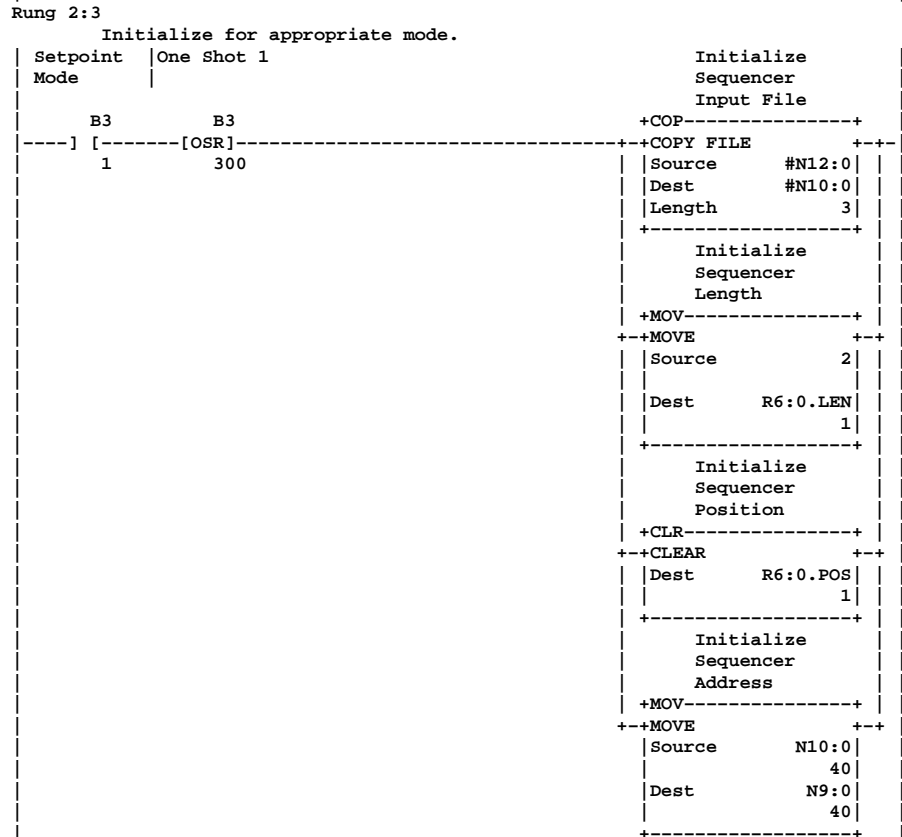 Rung 2:3
Initialize for appropriate mode.
| Setpoint |One Shot 1 Initialize |
| Mode | Sequencer |
| Input File |
| B3 B3 +COP---------------+ |
|----] [-------[OSR]----------------------------------+-+COPY FILE +-+-|
| 1 300 | |Source #N12:0| | |
| | |Dest #N10:0| | |
| | |Length 3| | |
| | +------------------+ | |
| | Initialize | |
| | Sequencer | |
| | Length | |
| | +MOV---------------+ | |
| +-+MOVE +-+ |
| | |Source 2| | |
| | | | | |
| | |Dest R6:0.LEN| | |
| | | 1| | |
| | +------------------+ | |
| | Initialize | |
| | Sequencer | |
| | Position | |
| | +CLR---------------+ | |
| +-+CLEAR +-+ |
| | |Dest R6:0.POS| | |
| | | 1| | |
| | +------------------+ | |
| | Initialize | |
| | Sequencer | |
| | Address | |
| | +MOV---------------+ | |
| +-+MOVE +-+ |
| |Source N10:0| |
| | 40| |
| |Dest N9:0| |
| | 40| |
| +------------------+ |